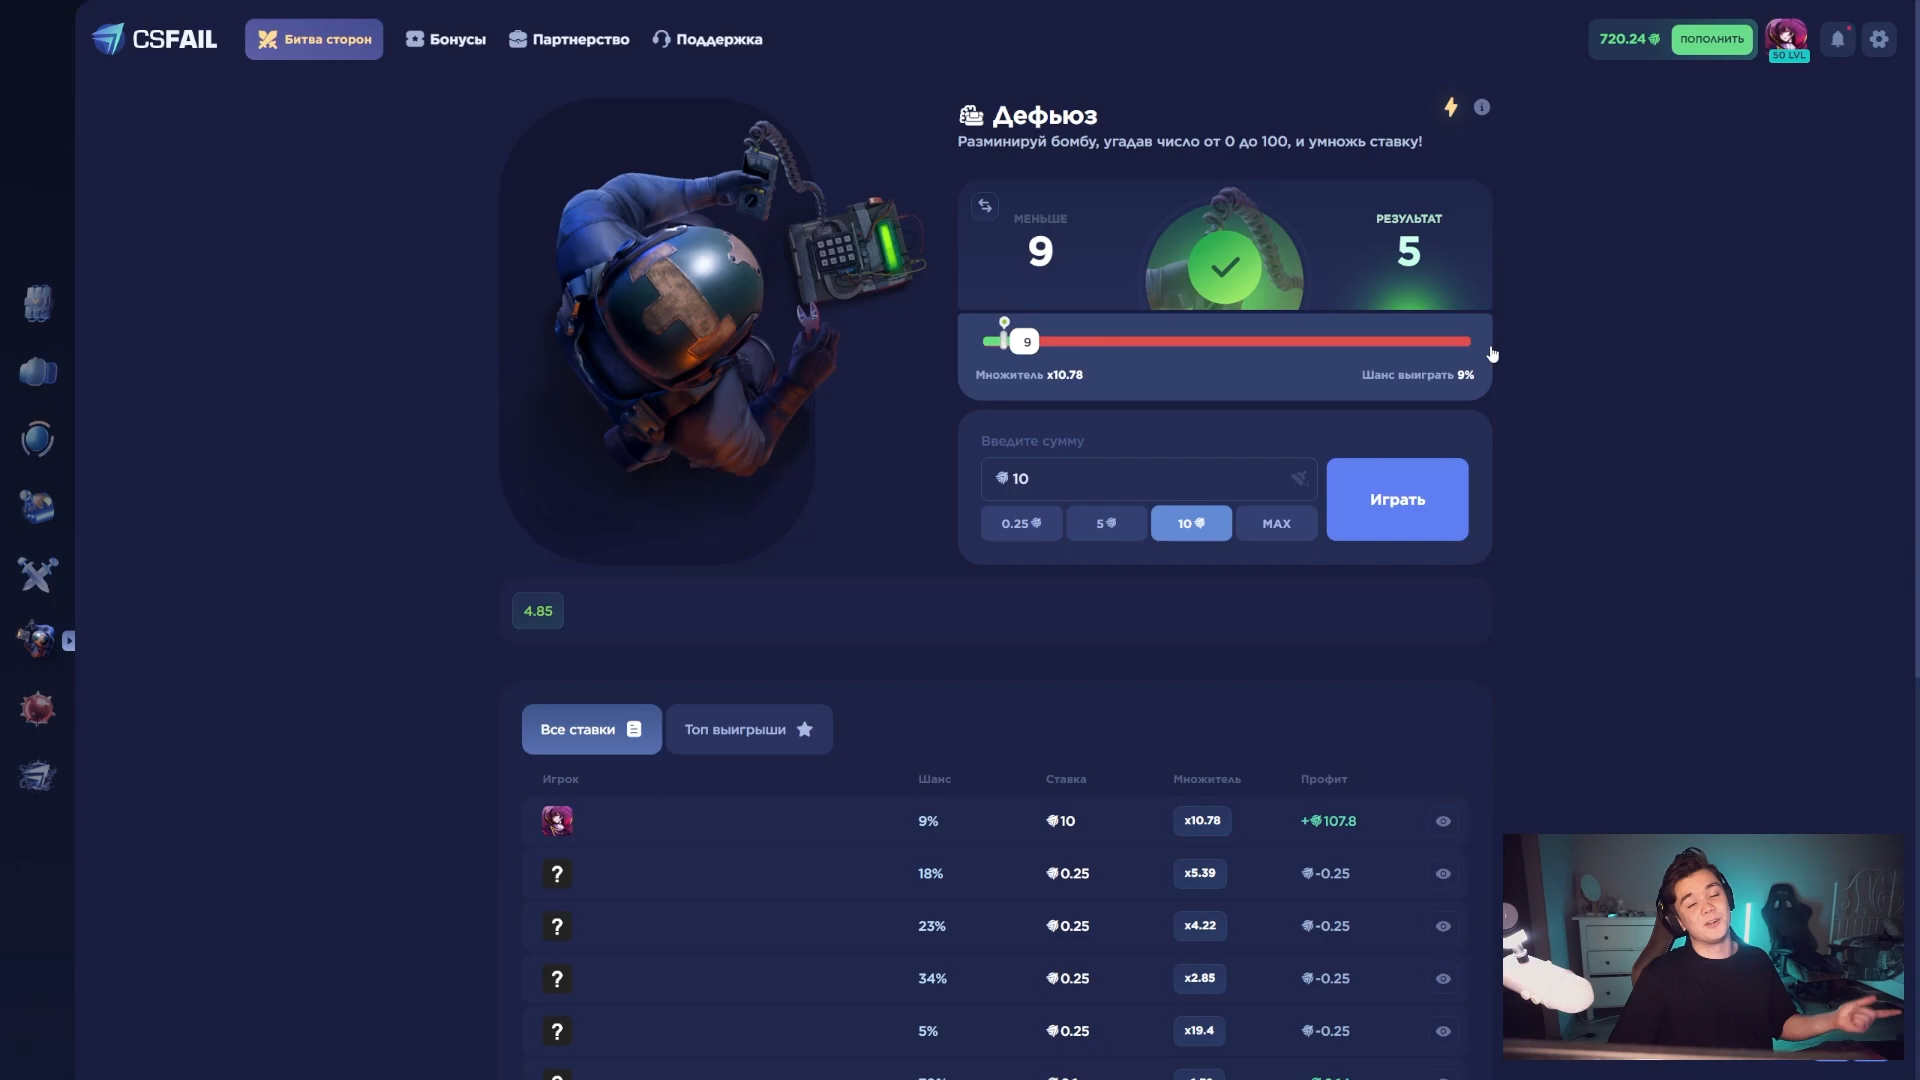 CSFAIL
Битва сторон
Бонусы
Партнерство
Поддержка
720.24
ПОПОЛНИТЬ
50 LVL
Дефьюз
Разминируй бомбу, угадав число от 0 до 100, и умножь ставку!
МЕНЬШЕ
9
РЕЗУЛЬТАТ
5
9
Множитель x10.78
Шанс выиграть 9%
Введите сумму
10
Играть
0.25
5
10
MAX
4.85
Все ставки
Топ выигрыши
Игрок Шанс Ставка Множитель Профит
9% 10 x10.78 +107.8
? 18% 0.25 x5.39 -0.25
? 23% 0.25 x4.22 -0.25
? 34% 0.25 x2.85 -0.25
? 5% 0.25 x19.4 -0.25